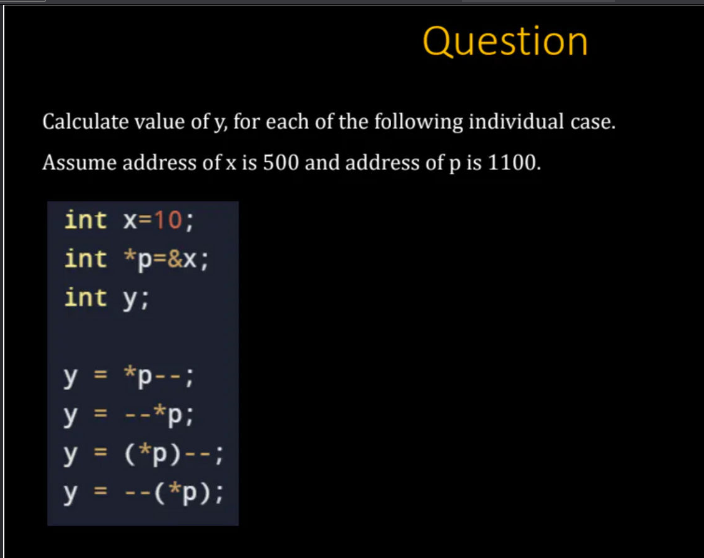 Question
Calculate value of y, for each of the following individual case.
Assume address of x is 500 and address of p is 1100.
int x=10;
int *p=&x;
int y;
y = *p--;
y = --*p;
y = (*p)--;
y = --(*p);